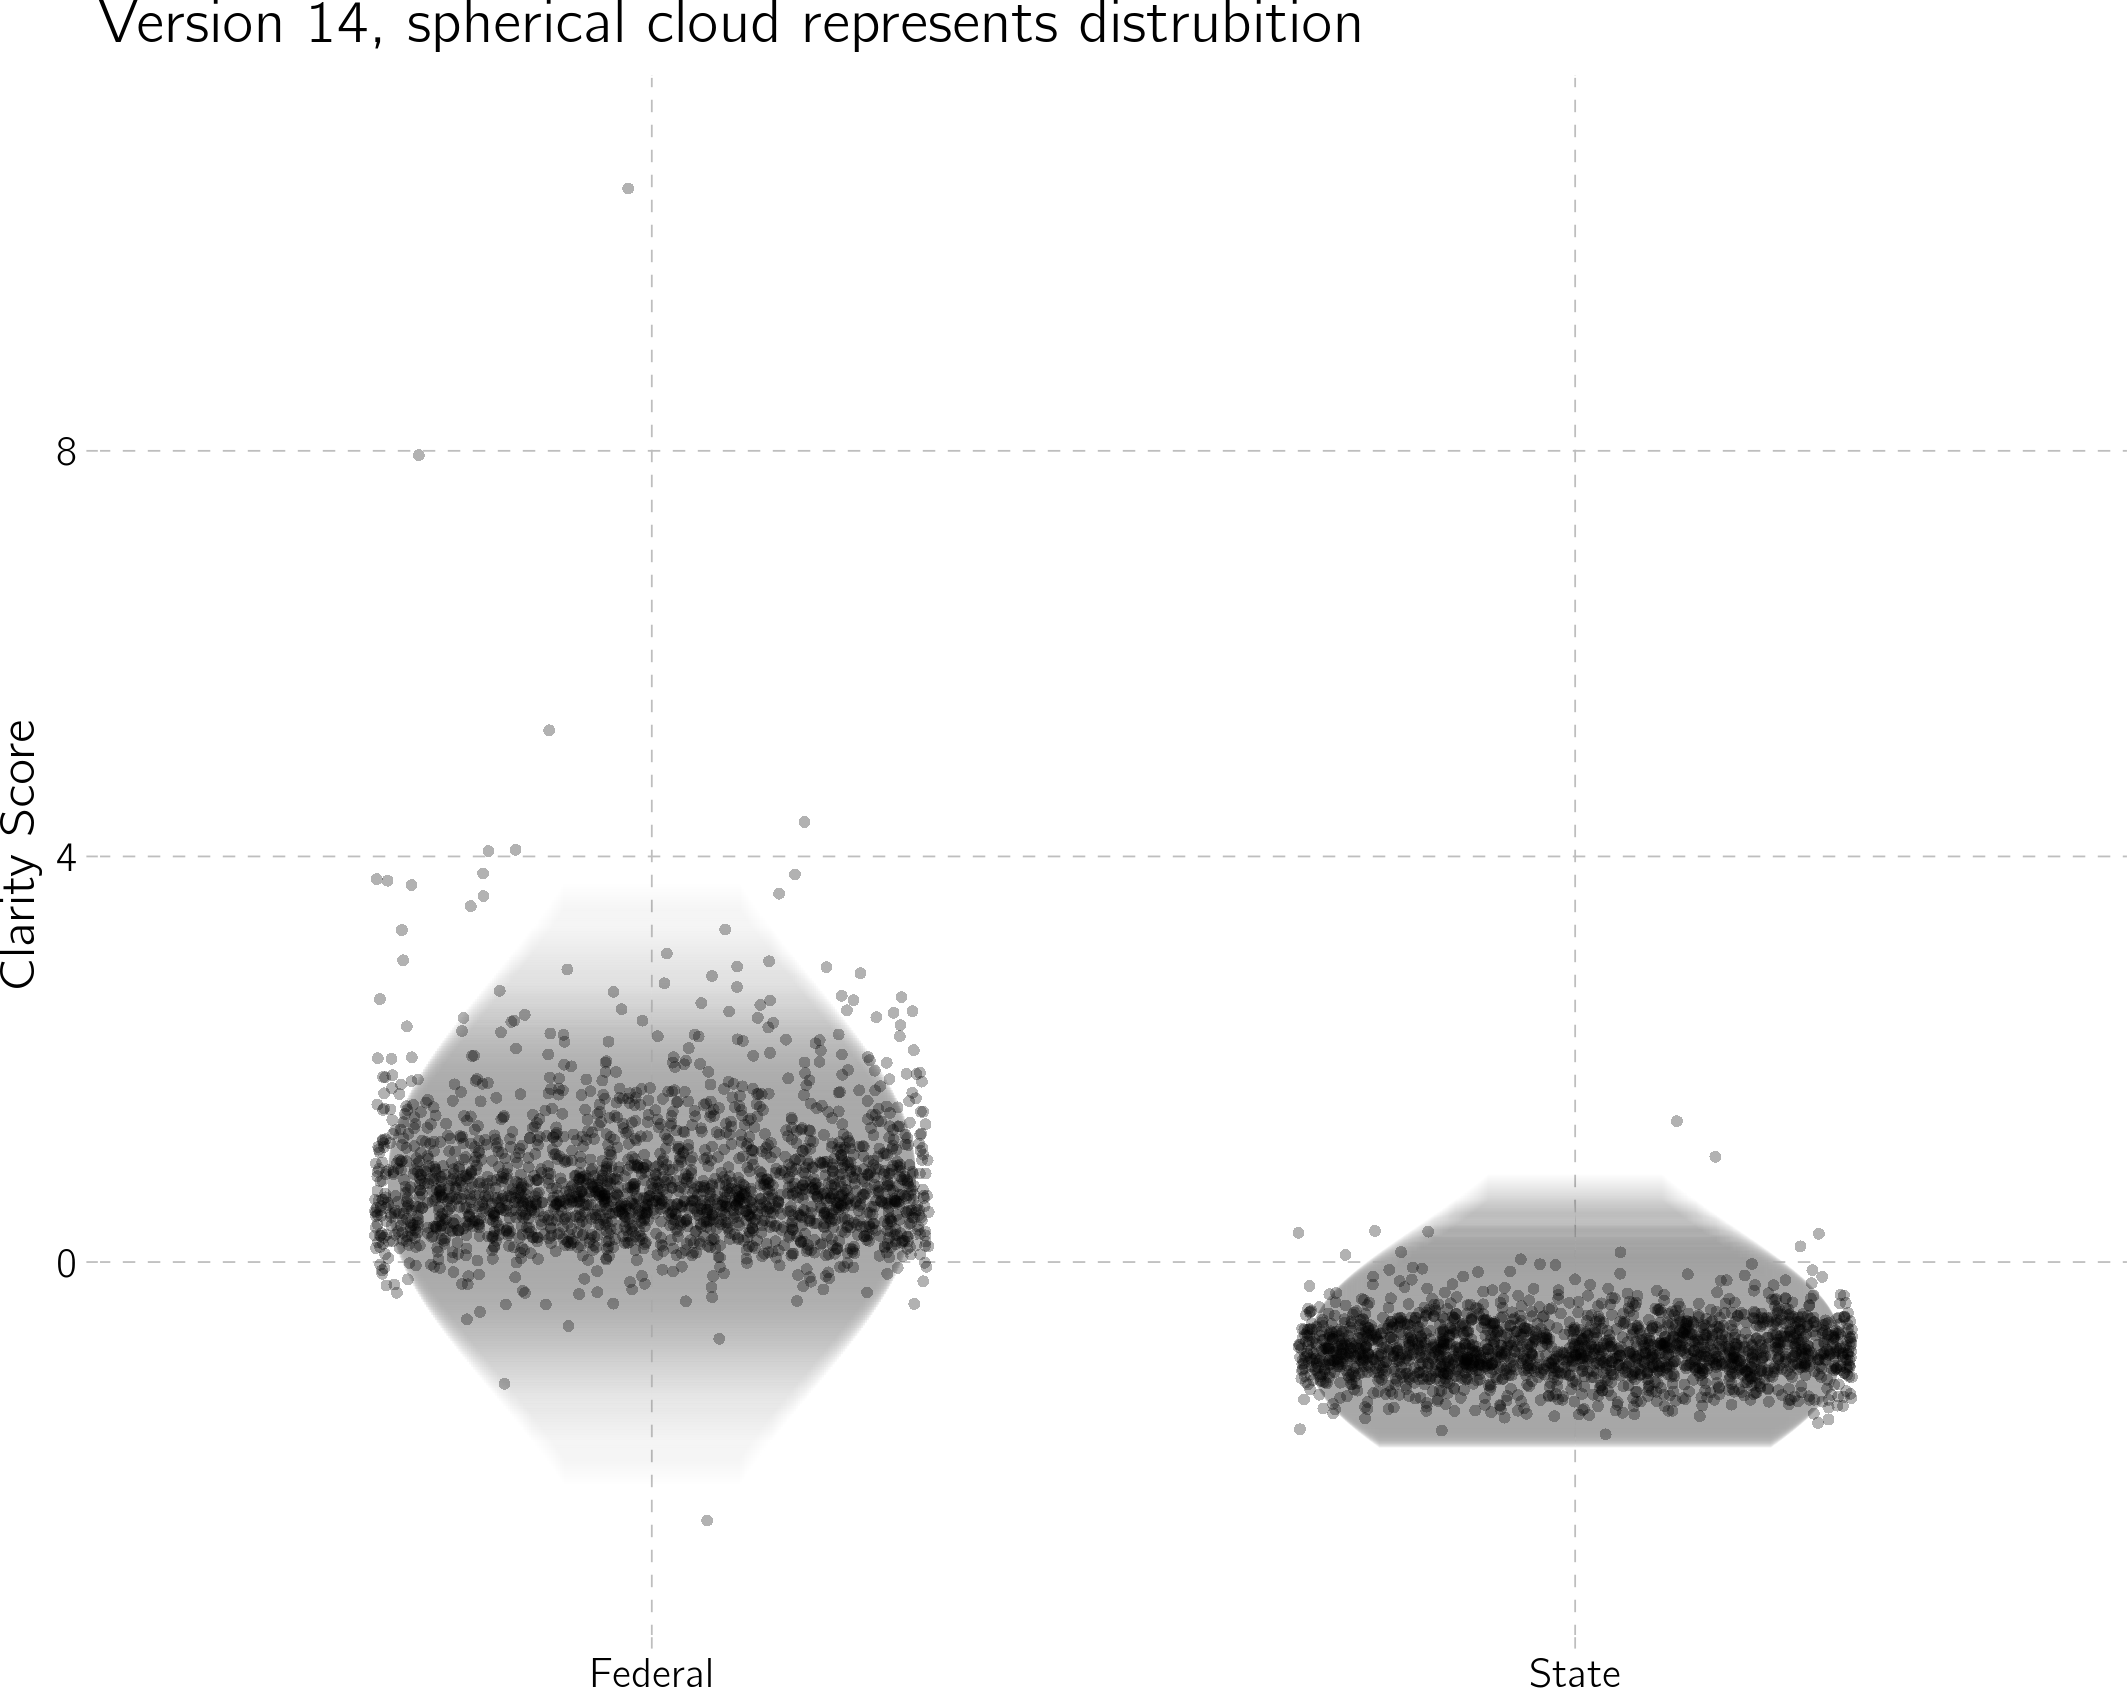 Version 14, spherical cloud represents distrubition
Clarity Score
8
4
0
Federal
State